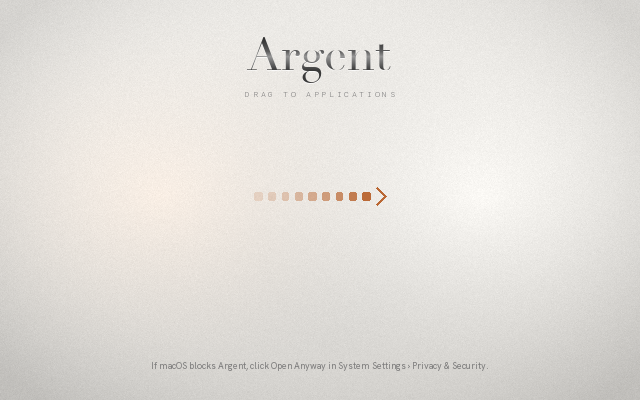 Argent
DRAG TO APPLICATIONS
If macOS blocks Argent, click Open Anyway in System Settings › Privacy & Security.